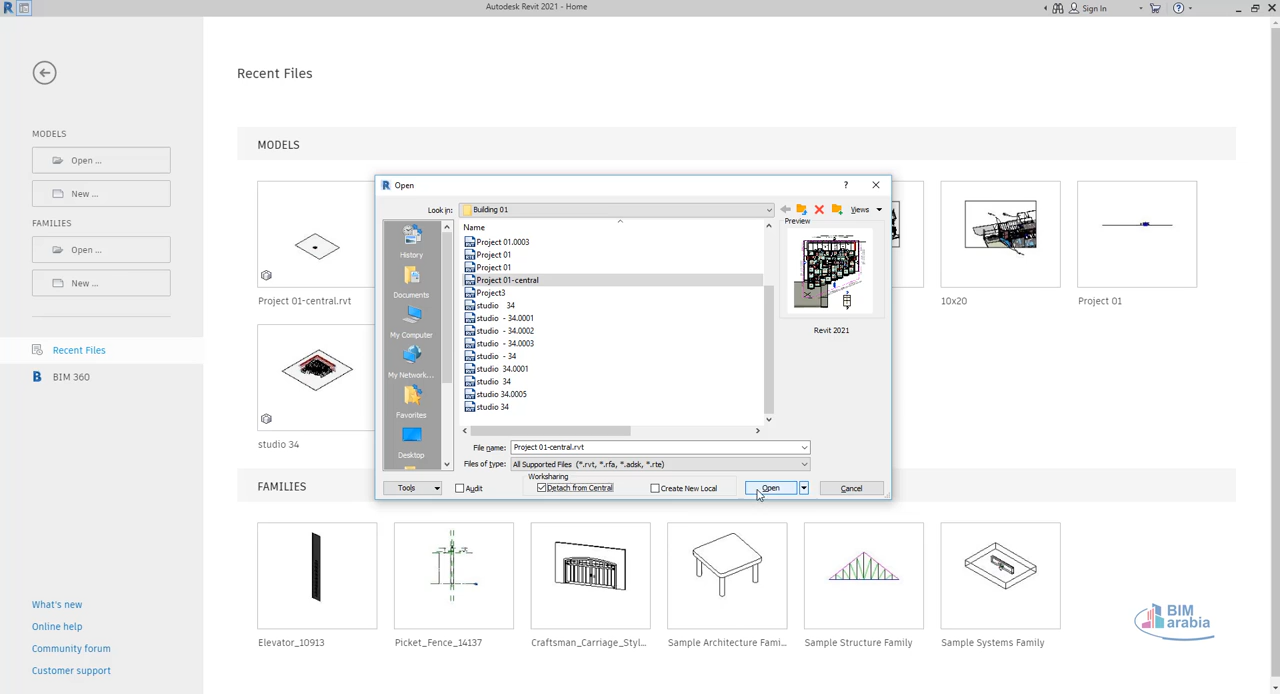 Autodesk Revit 2021 - Home
Sign In
Recent Files
MODELS
Open ...
New ...
FAMILIES
Open ...
New ...
Recent Files
BIM 360
What's new
Online help
Community forum
Customer support
MODELS
Project 01-central.rvt
10x20
Project 01
studio 34
FAMILIES
Elevator_10913
Picket_Fence_14137
Craftsman_Carriage_Styl...
Sample Architecture Fami...
Sample Structure Family
Sample Systems Family
Open
Look in:
Building 01
Views
Name
Preview
Project 01.0003
Project 01
Project 01
Project 01-central
Project3
studio 34
studio - 34.0001
studio - 34.0002
studio - 34.0003
studio - 34
studio 34.0001
studio 34
studio 34.0005
studio 34
Revit 2021
History
Documents
My Computer
My Network...
Favorites
Desktop
File name:
Project 01-central.rvt
Files of type:
All Supported Files (*.rvt, *.rfa, *.adsk, *.rte)
Worksharing
Tools
Audit
Detach from Central
Create New Local
Open
Cancel
BIM
arabia